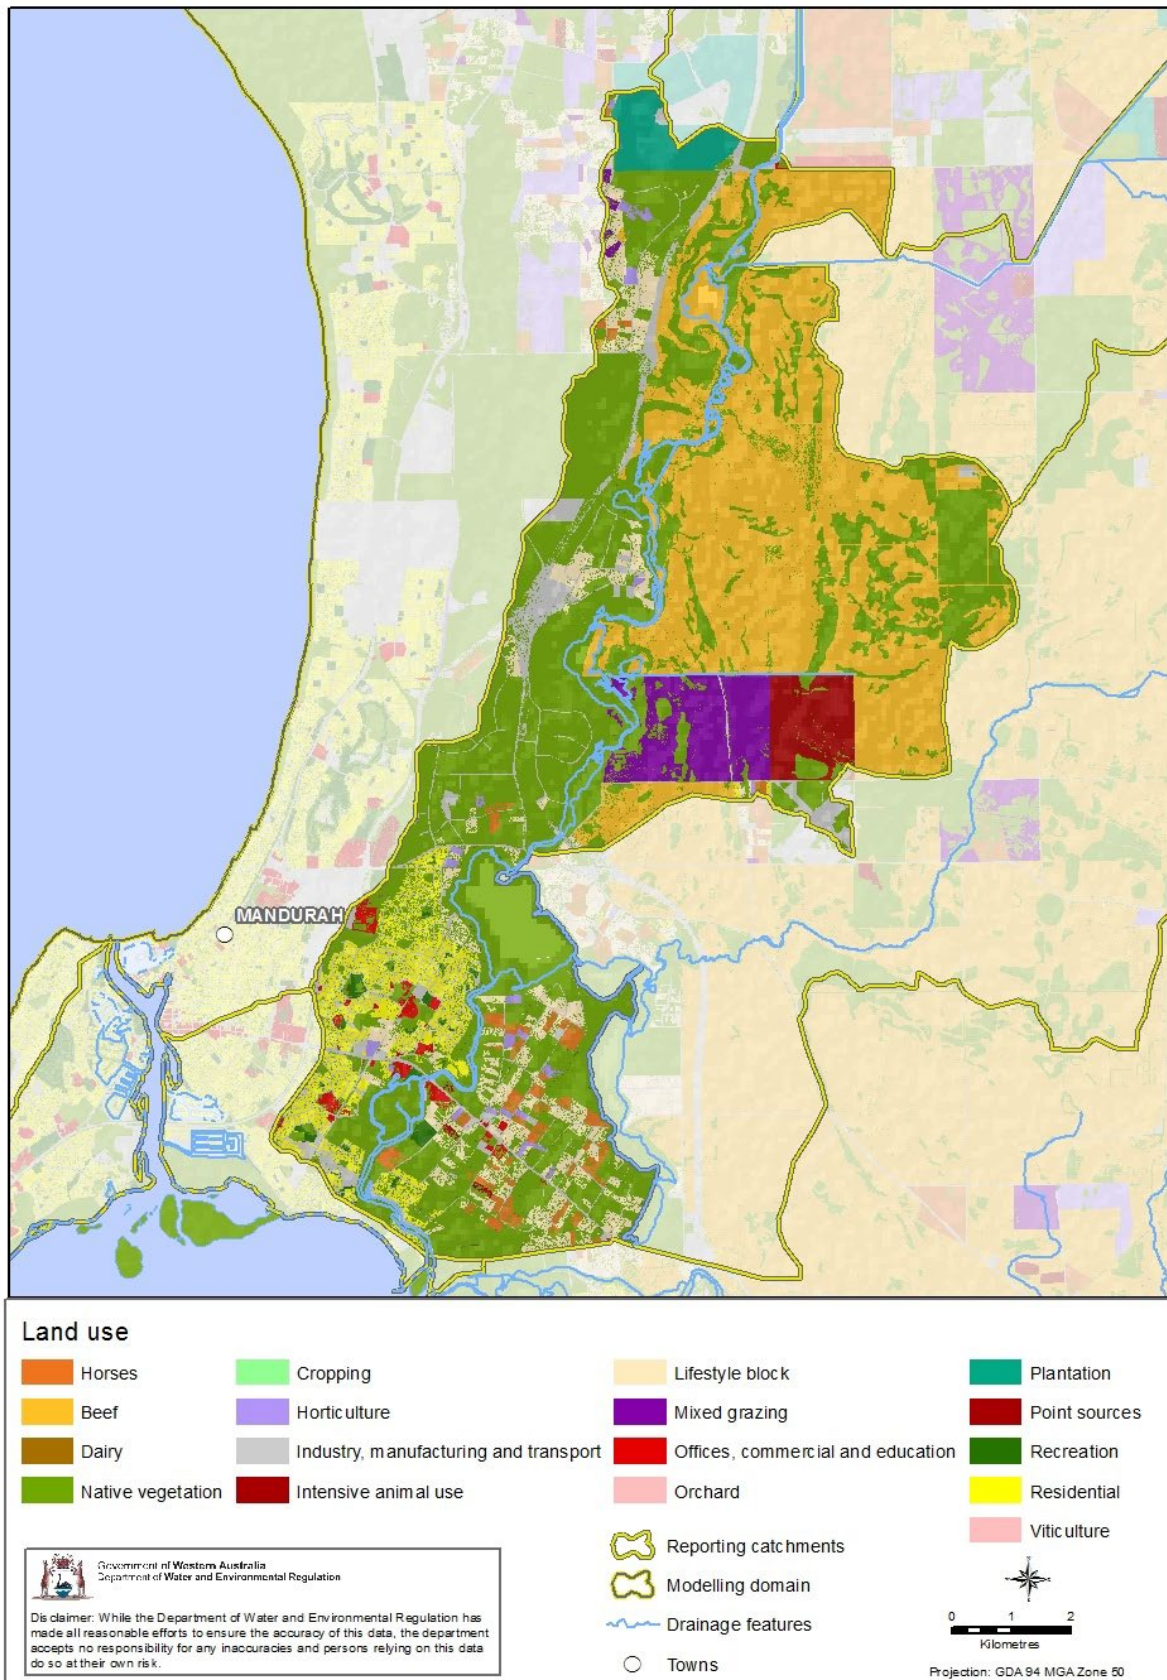 MANDURAH
Land use
Horses
Cropping
Lifestyle block
Plantation
Beef
Horticulture
Mixed grazing
Point sources
Dairy
Industry, manufacturing and transport
Offices, commercial and education
Recreation
Native vegetation
Intensive animal use
Orchard
Residential
Viticulture
Reporting catchments
Modelling domain
Drainage features
Towns
Government of Western Australia
Department of Water and Environmental Regulation
Disclaimer: While the Department of Water and Environmental Regulation has
made all reasonable efforts to ensure the accuracy of this data, the department
accepts no responsibility for any inaccuracies and persons relying on this data
do so at their own risk.
0 1 2
Kilometres
Projection: GDA 94 MGA Zone 50